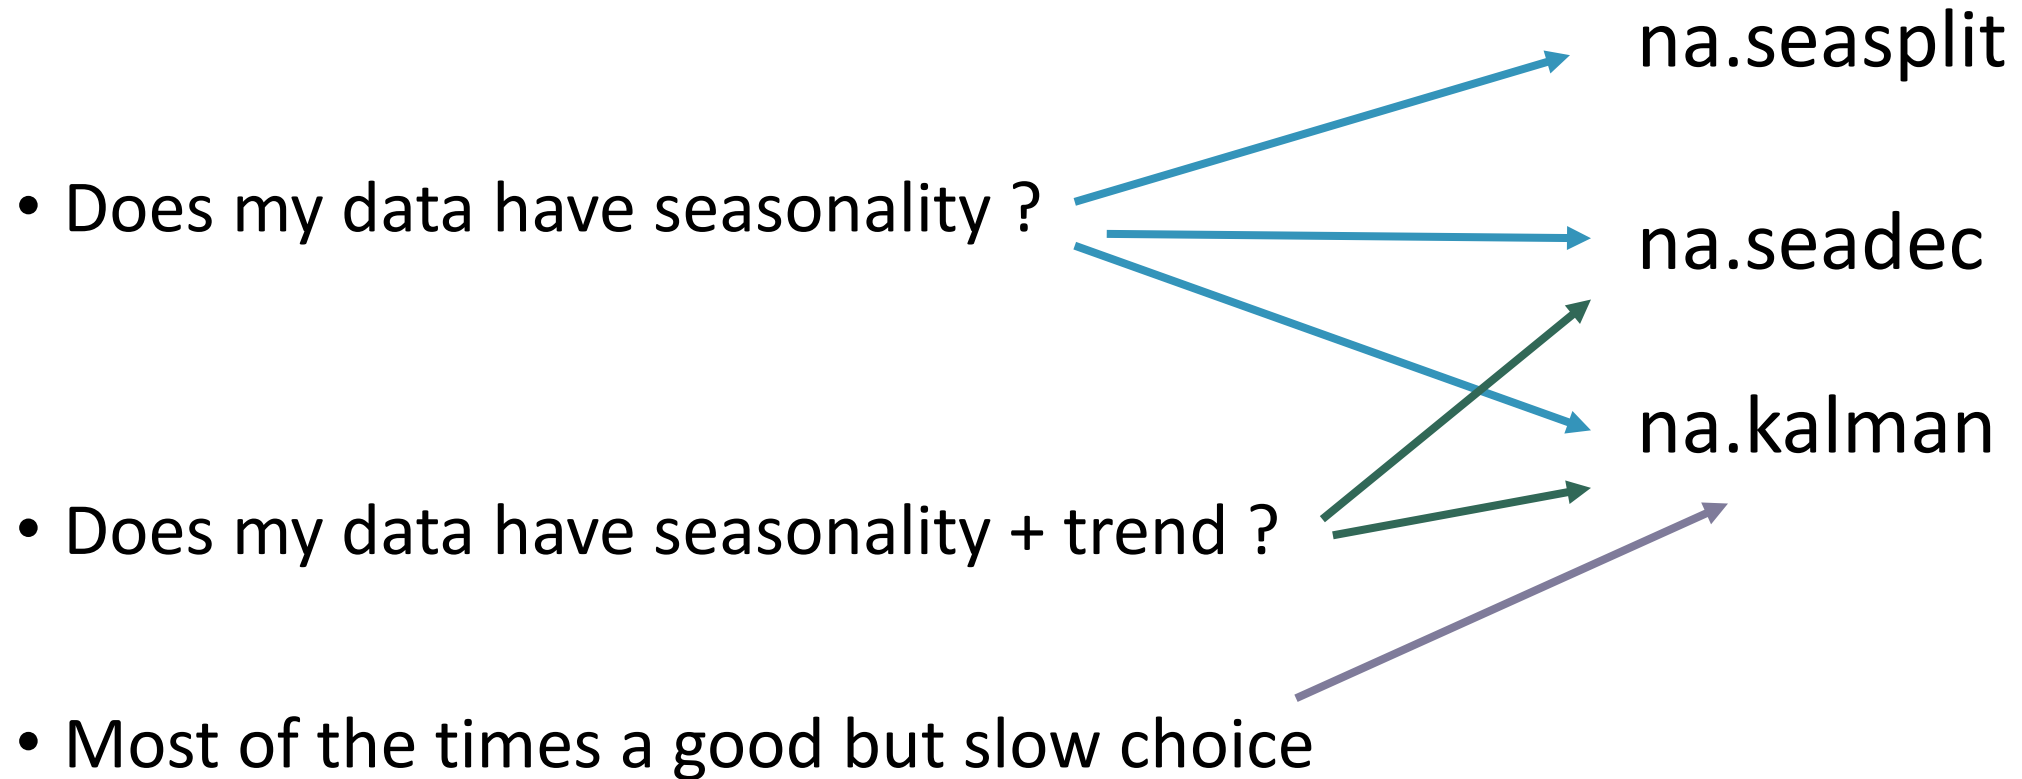 na.seasplit
• Does my data have seasonality ?
na.seadec
na.kalman
• Does my data have seasonality + trend ?
• Most of the times a good but slow choice